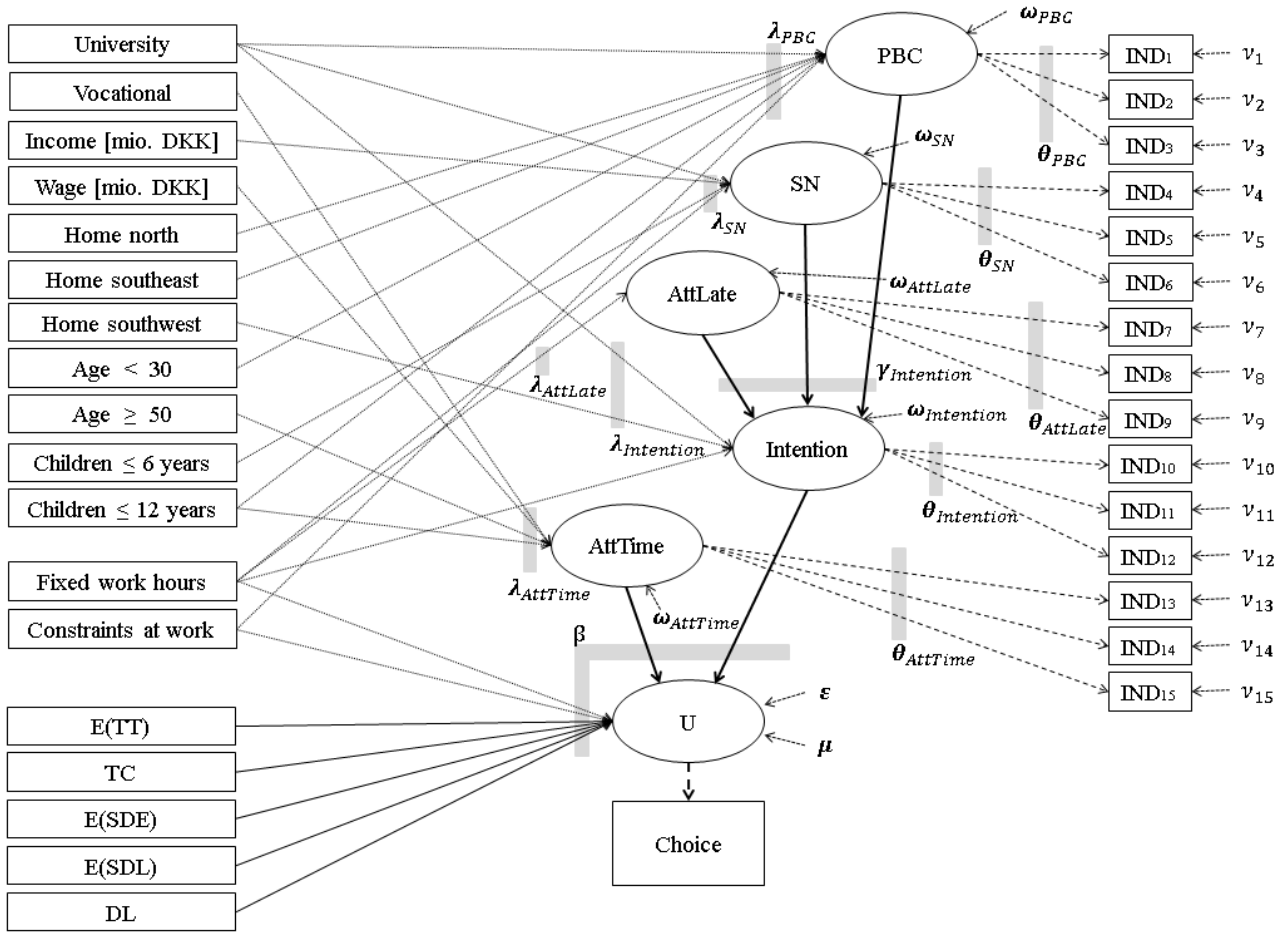 University
Vocational
Income [mio. DKK]
Wage [mio. DKK]
Home north
Home southeast
Home southwest
Age < 30
Age ≥ 50
Children ≤ 6 years
Children ≤ 12 years
Fixed work hours
Constraints at work
E(TT)
TC
E(SDE)
E(SDL)
DL
λPBC
PBC
ωPBC
θPBC
λSN
SN
ωSN
θSN
AttLate
ωAttLate
λAttLate
θAttLate
λIntention
γIntention
ωIntention
Intention
θIntention
AttTime
λAttTime
ωAttTime
θAttTime
β
U
ε
μ
Choice
IND1 ν1
IND2 ν2
IND3 ν3
IND4 ν4
IND5 ν5
IND6 ν6
IND7 ν7
IND8 ν8
IND9 ν9
IND10 ν10
IND11 ν11
IND12 ν12
IND13 ν13
IND14 ν14
IND15 ν15